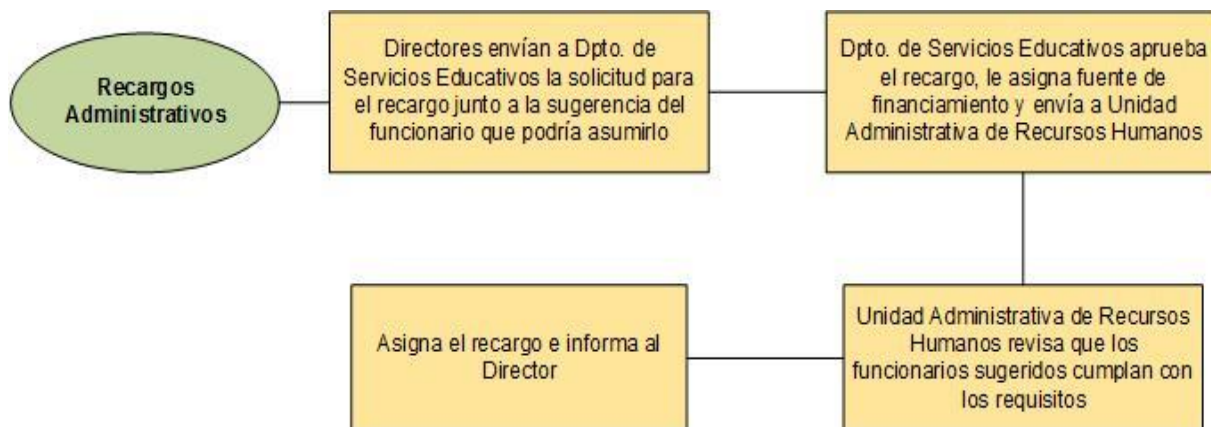 Recargos
Administrativos
Directores envían a Dpto. de
Servicios Educativos la solicitud para
el recargo junto a la sugerencia del
funcionario que podría asumirlo
Dpto. de Servicios Educativos aprueba
el recargo, le asigna fuente de
financiamiento y envía a Unidad
Administrativa de Recursos Humanos
Unidad Administrativa de Recursos
Humanos revisa que los
funcionarios sugeridos cumplan con
los requisitos
Asigna el recargo e informa al
Director